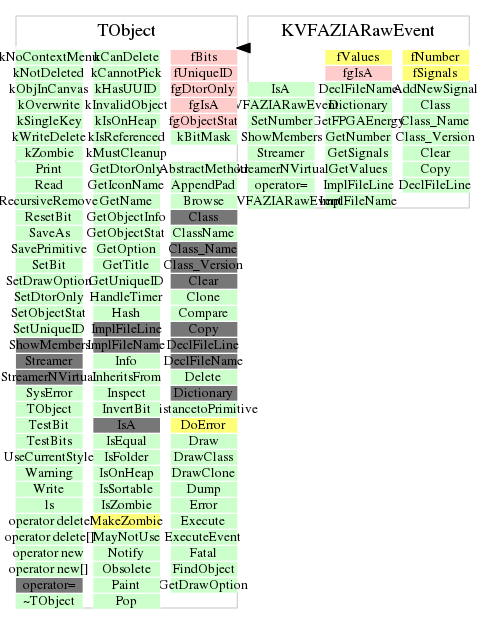 TObject KVFAZIARawEvent
kNoContextMenu kCanDelete fBits fValues fNumber
kNotDeleted kCannotPick fUniqueID fgIsA fSignals
kObjInCanvas kHasUUID fgDtorOnly IsA DeclFileName AddNewSignal
kOverwrite kInvalidObject fgIsA Dictionary Class
kSingleKey kIsOnHeap fgObjectStat SetNumber GetFPGAEnergy Class_Name
kWriteDelete kIsReferenced kBitMask ShowMembers GetNumber Class_Version
kZombie kMustCleanup Streamer GetSignals Clear
Print GetDtorOnly AbstractMethod GetValues Copy
Read GetIconName AppendPad operator= ImplFileLine DeclFileLine
RecursiveRemove GetName Browse ImplFileName
ResetBit GetObjectInfo Class
SaveAs GetObjectStat ClassName
SavePrimitive GetOption Class_Name
SetBit GetTitle Class_Version
SetDrawOption GetUniqueID Clear
SetDtorOnly HandleTimer Clone
SetObjectStat Hash Compare
SetUniqueID ImplFileLine Copy
ShowMembers ImplFileName DeclFileLine
Streamer Info DeclFileName
StreamerNVirtual InheritsFrom Delete
SysError Inspect Dictionary
TObject InvertBit istancetoPrimitive
TestBit IsA DoError
TestBits IsEqual Draw
UseCurrentStyle IsFolder DrawClass
Warning IsOnHeap DrawClone
Write IsSortable Dump
ls IsZombie Error
operator delete MakeZombie Execute
operator delete[] MayNotUse ExecuteEvent
operator new Notify Fatal
operator new[] Obsolete FindObject
operator= Paint GetDrawOption
~TObject Pop